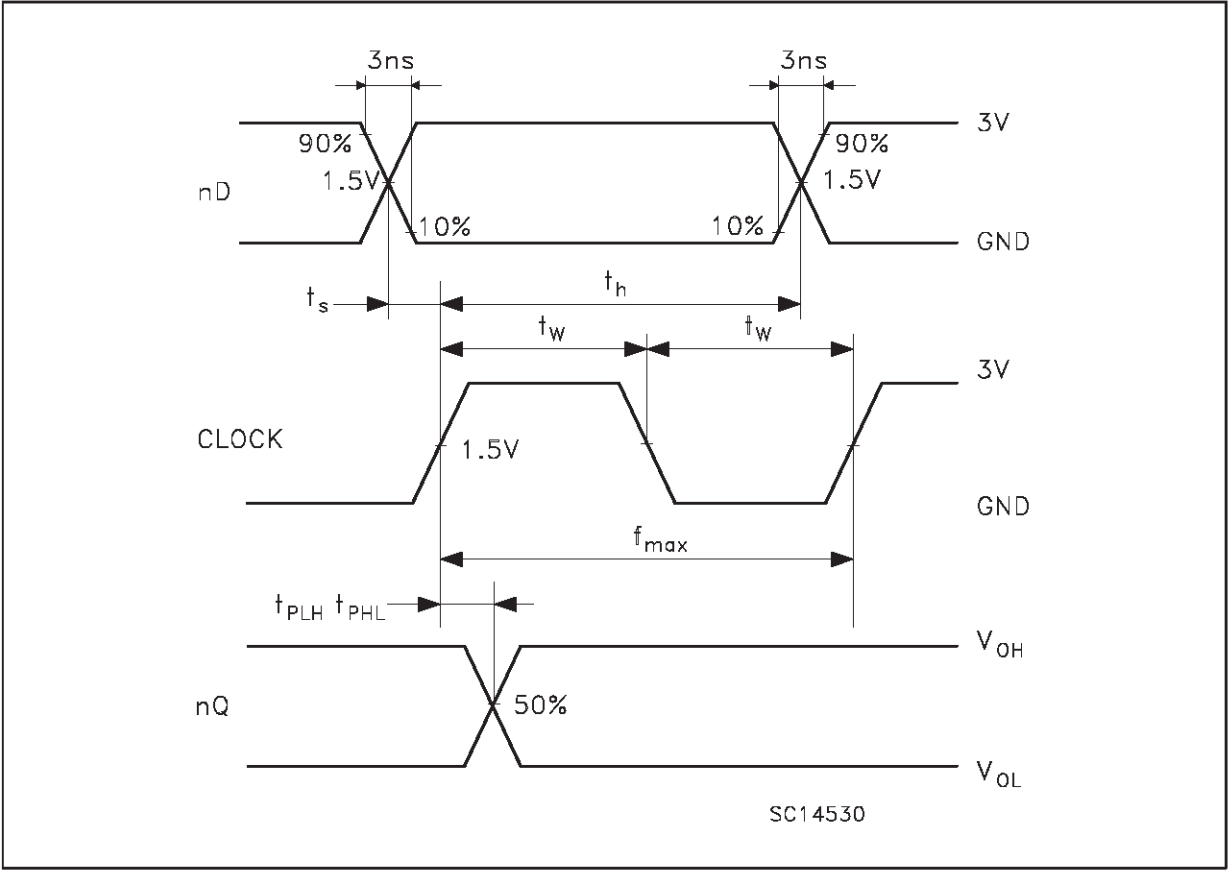 3ns 3ns
3V
90% 90%
nD 1.5V 1.5V
10% 10%
GND
ts th
tW tW
3V
CLOCK 1.5V
GND
fmax
tPLH tPHL
VOH
nQ 50%
VOL
SC14530